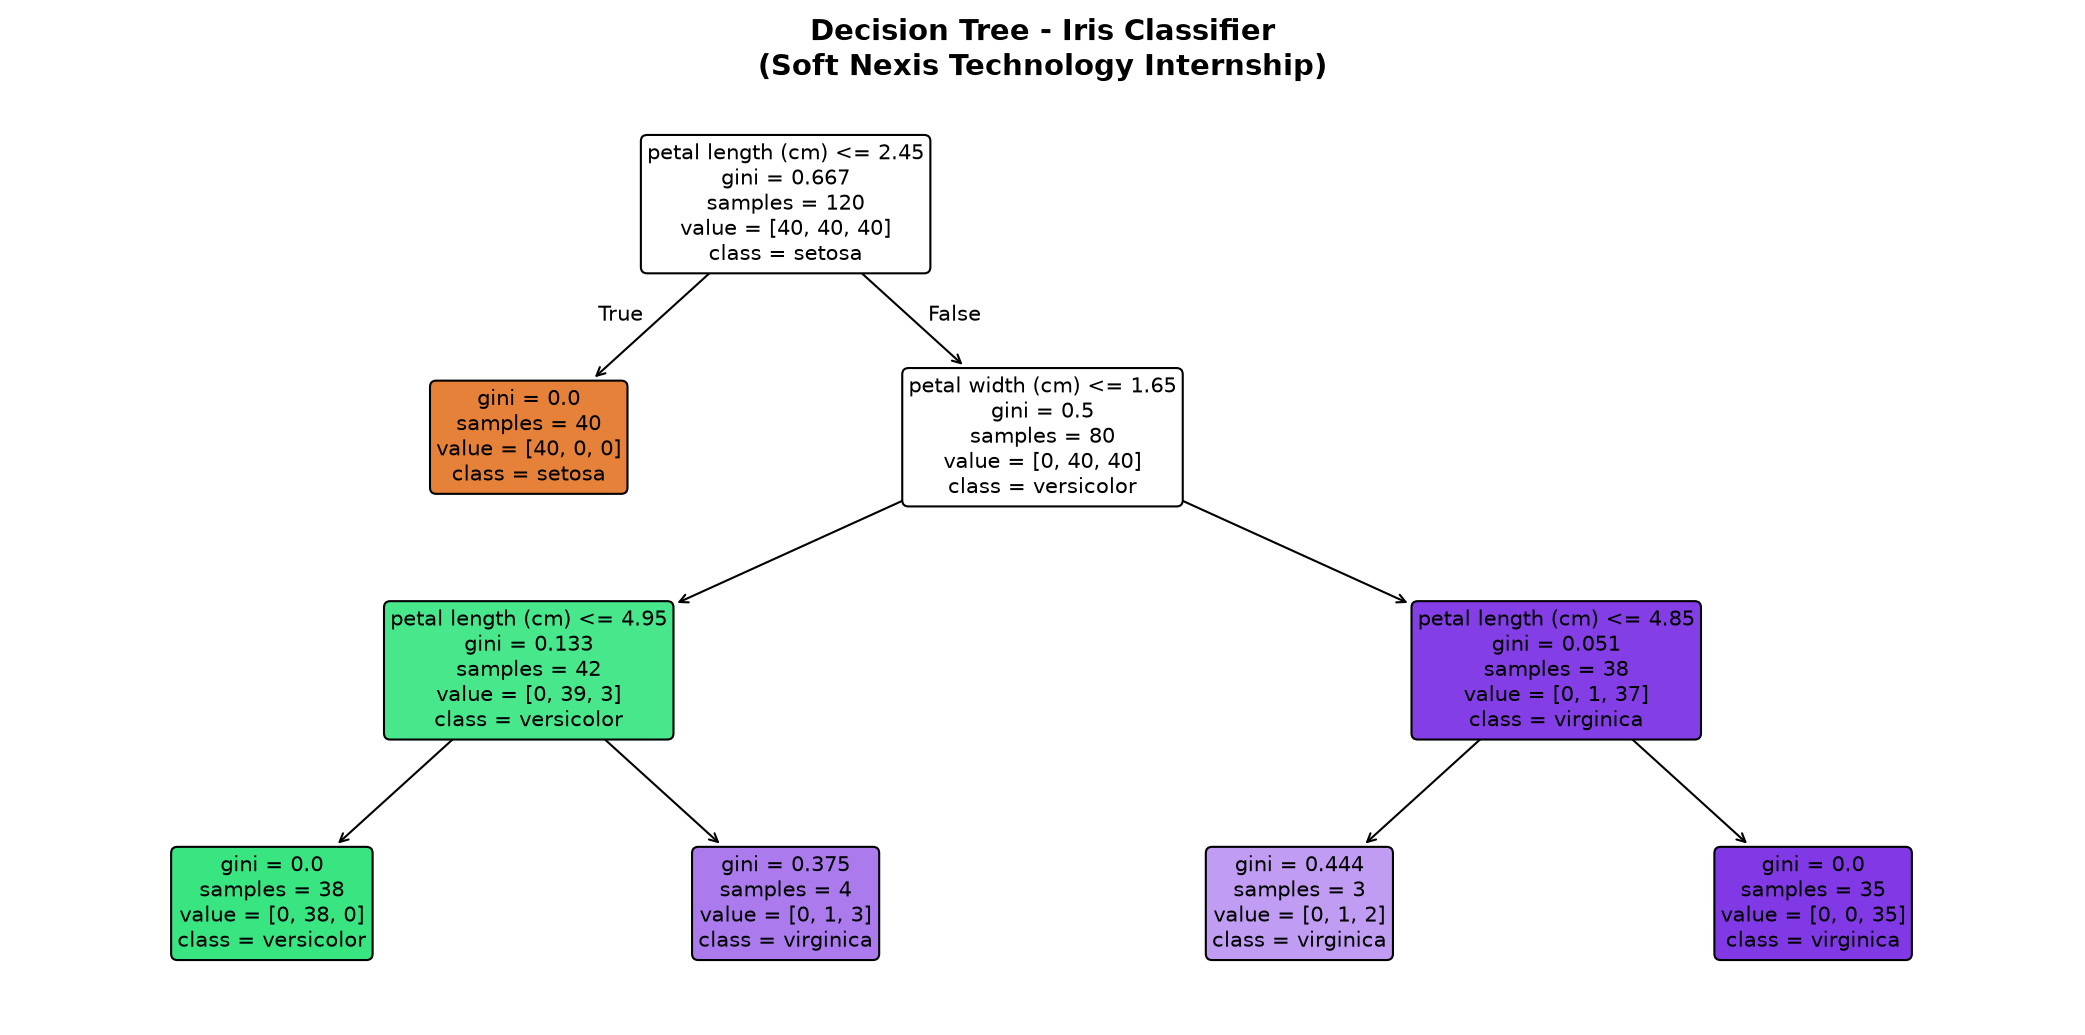 Decision Tree - Iris Classifier
(Soft Nexis Technology Internship)
petal length (cm) <= 2.45
gini = 0.667
samples = 120
value = [40, 40, 40]
class = setosa
True
False
gini = 0.0
samples = 40
value = [40, 0, 0]
class = setosa
petal width (cm) <= 1.65
gini = 0.5
samples = 80
value = [0, 40, 40]
class = versicolor
petal length (cm) <= 4.95
gini = 0.133
samples = 42
value = [0, 39, 3]
class = versicolor
petal length (cm) <= 4.85
gini = 0.051
samples = 38
value = [0, 1, 37]
class = virginica
gini = 0.0
samples = 38
value = [0, 38, 0]
class = versicolor
gini = 0.375
samples = 4
value = [0, 1, 3]
class = virginica
gini = 0.444
samples = 3
value = [0, 1, 2]
class = virginica
gini = 0.0
samples = 35
value = [0, 0, 35]
class = virginica